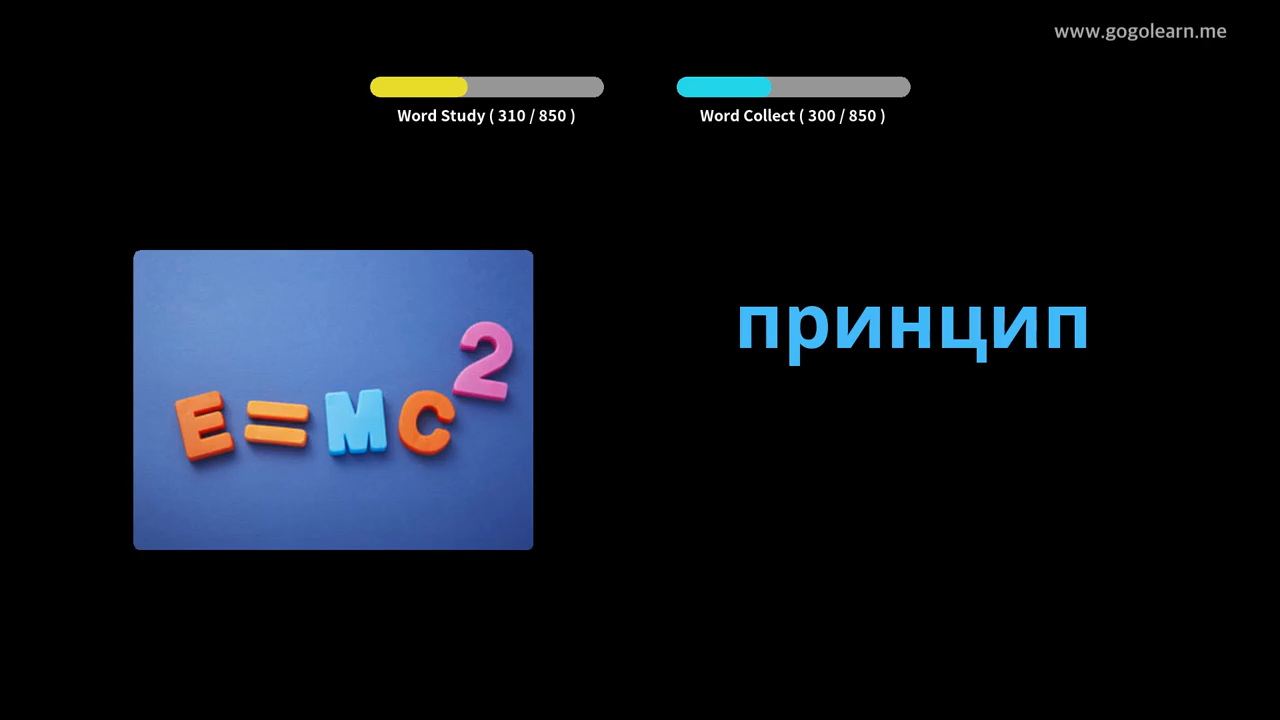 www.gogolearn.me
Word Study ( 310 / 850 )
Word Collect ( 300 / 850 )
E=MC²
принцип